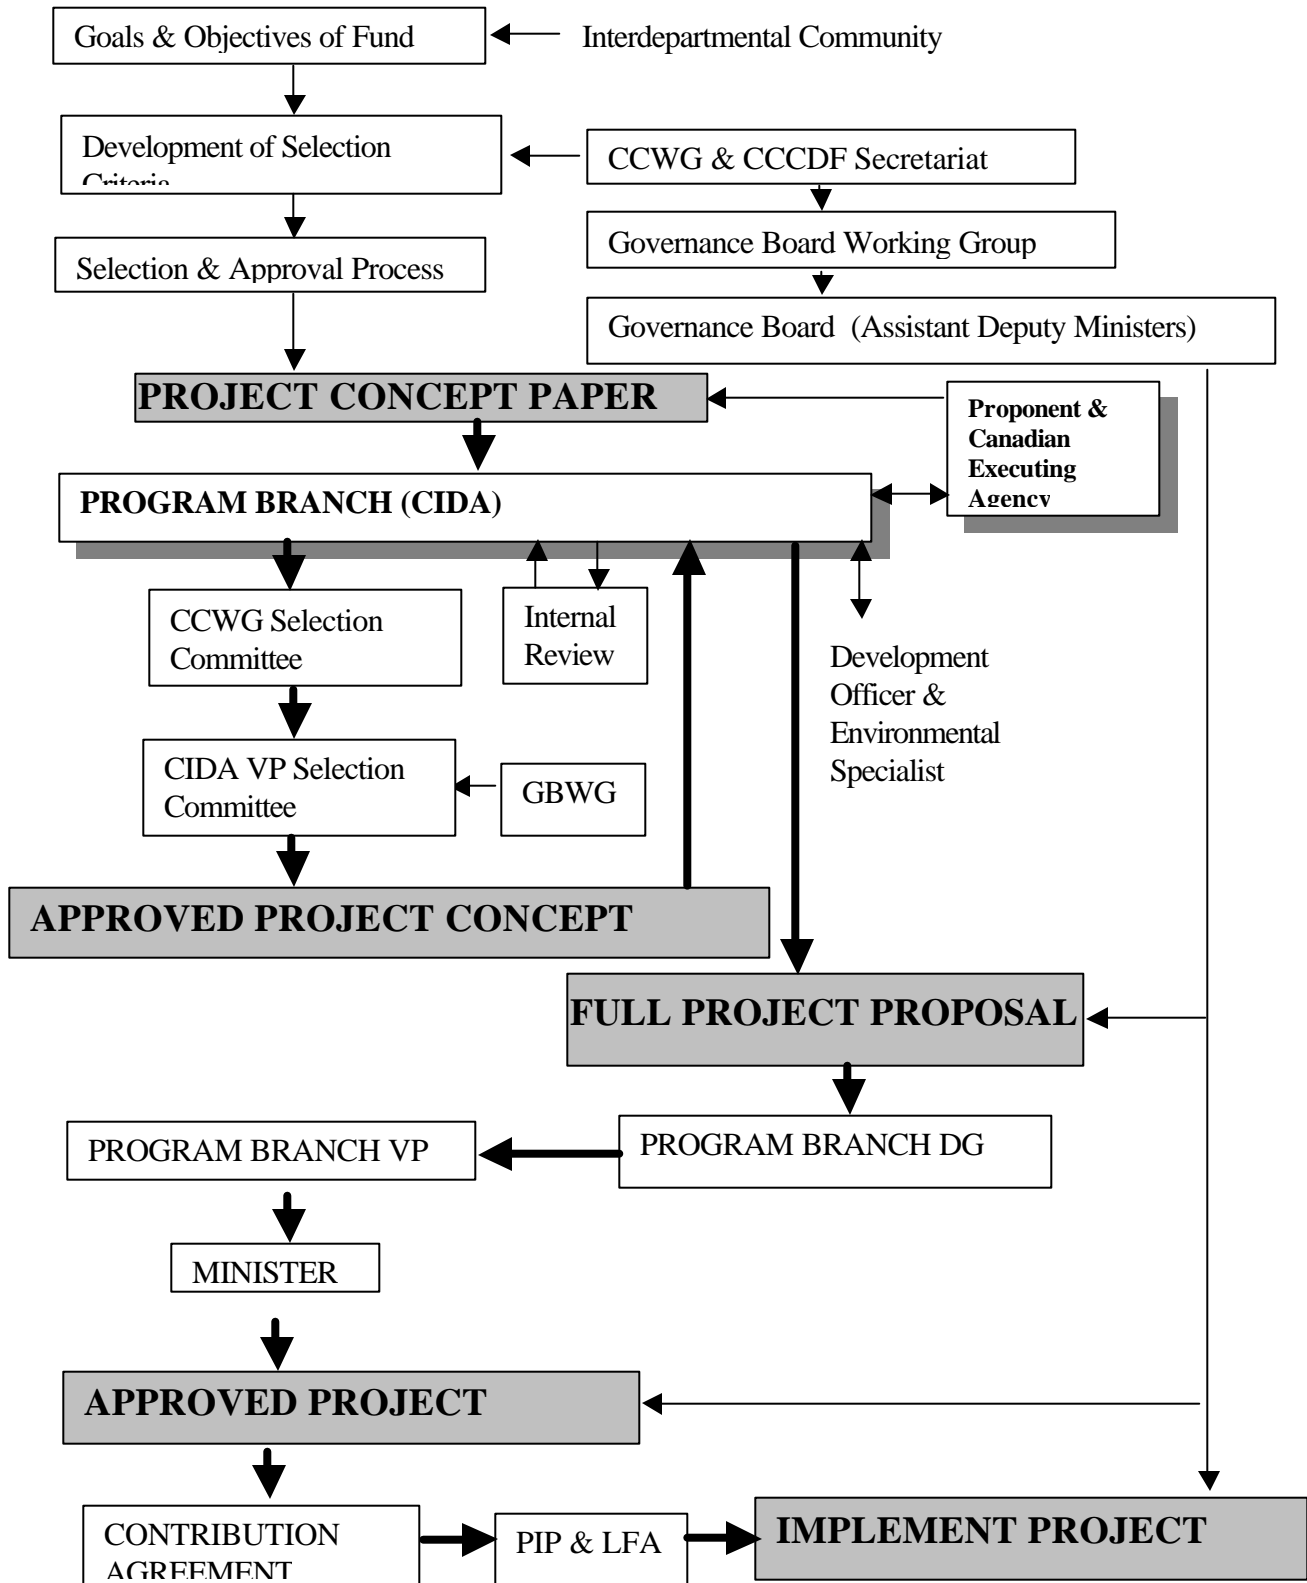 Goals & Objectives of Fund
Interdepartmental Community
Development of Selection
Criteria
CCWG & CCCDF Secretariat
Governance Board Working Group
Selection & Approval Process
Governance Board  (Assistant Deputy Ministers)
PROJECT CONCEPT PAPER
Proponent &
Canadian
Executing
Agency
PROGRAM BRANCH (CIDA)
CCWG Selection
Committee
Internal
Review
Development
Officer &
Environmental
Specialist
CIDA VP Selection
Committee
GBWG
APPROVED PROJECT CONCEPT
FULL PROJECT PROPOSAL
PROGRAM BRANCH VP
PROGRAM BRANCH DG
MINISTER
APPROVED PROJECT
CONTRIBUTION
AGREEMENT
PIP & LFA
IMPLEMENT PROJECT